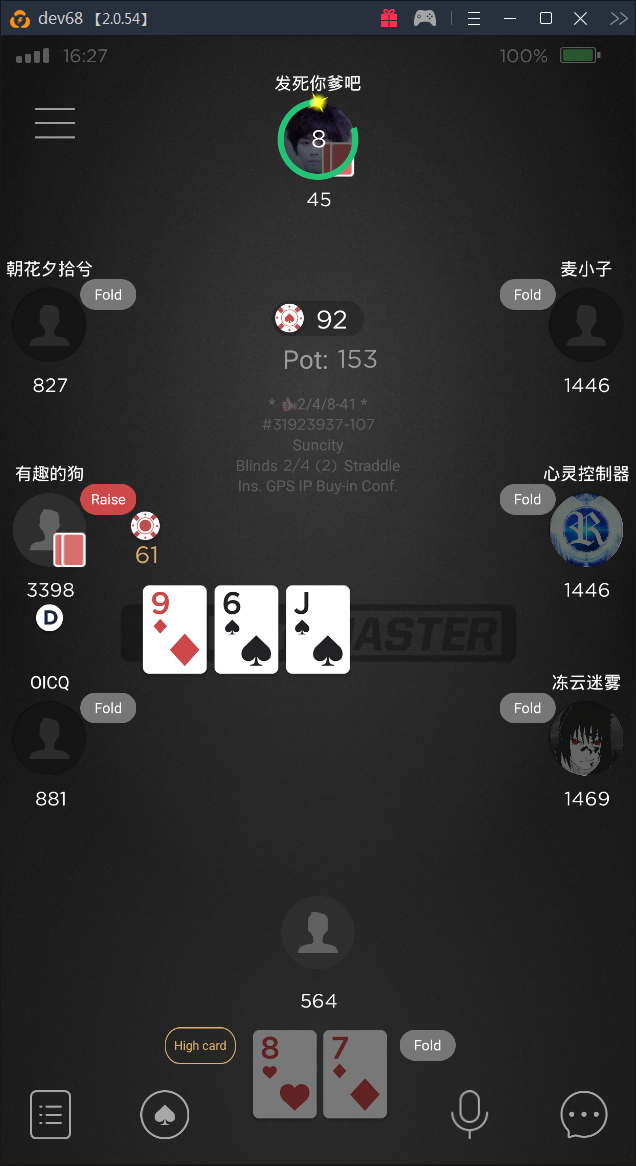 dev68 【2.0.54】
16:27
100%
发死你爹吧
8
45
朝花夕拾兮
Fold
827
麦小子
Fold
1446
92
Pot: 153
* 2/4/8-41 *
#31923937-107
Suncity
Blinds 2/4 (2) Straddle
Ins. GPS IP Buy-in Conf.
有趣的狗
Raise
61
3398
D
心灵控制器
Fold
R
1446
9 6 J
ASTER
OICQ
Fold
881
冻云迷雾
Fold
1469
564
High card
8 7
Fold